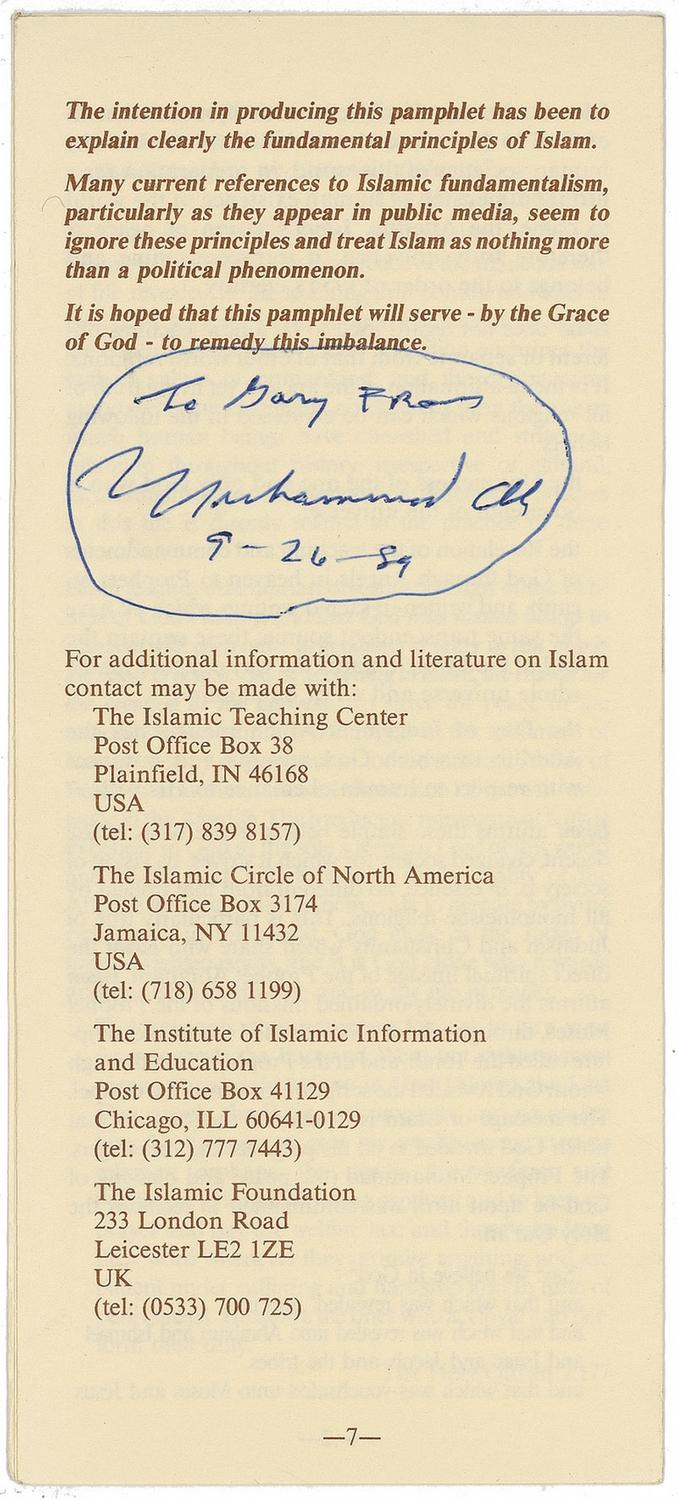 The intention in producing this pamphlet has been to
explain clearly the fundamental principles of Islam.
Many current references to Islamic fundamentalism,
particularly as they appear in public media, seem to
ignore these principles and treat Islam as nothing more
than a political phenomenon.
It is hoped that this pamphlet will serve - by the Grace
of God - to remedy this imbalance.
To Gary From
Muhammad Ali
9-26-89
For additional information and literature on Islam
contact may be made with:
The Islamic Teaching Center
Post Office Box 38
Plainfield, IN 46168
USA
(tel: (317) 839 8157)
The Islamic Circle of North America
Post Office Box 3174
Jamaica, NY 11432
USA
(tel: (718) 658 1199)
The Institute of Islamic Information
and Education
Post Office Box 41129
Chicago, ILL 60641-0129
(tel: (312) 777 7443)
The Islamic Foundation
233 London Road
Leicester LE2 1ZE
UK
(tel: (0533) 700 725)
—7—